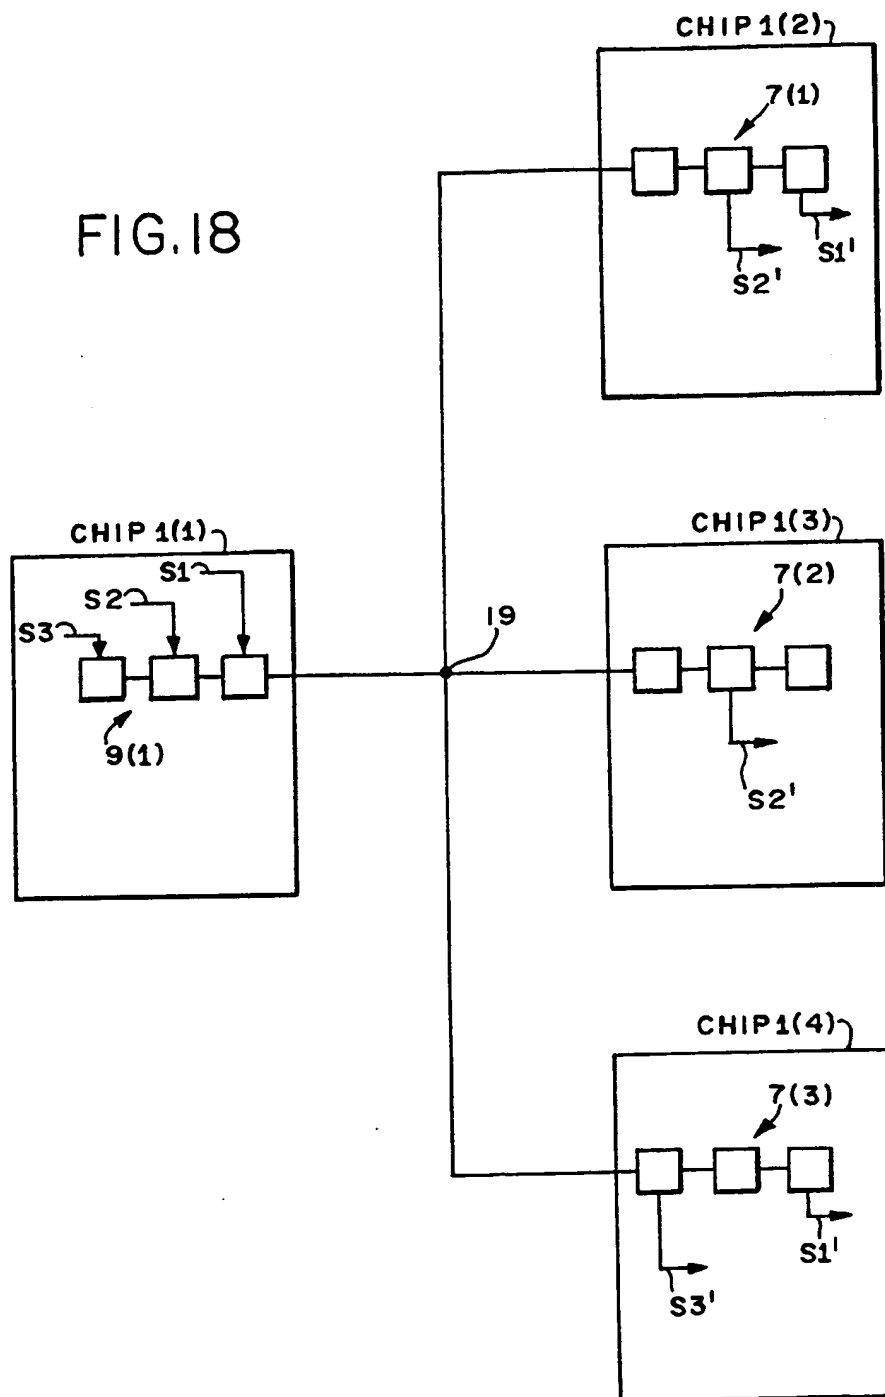 CHIP 1(2)
7(1)
FIG.18
S1'
S2'
CHIP 1(1)
CHIP 1(3)
S1
7(2)
S2
19
S3
9(1)
S2'
CHIP 1(4)
7(3)
S1'
S3'